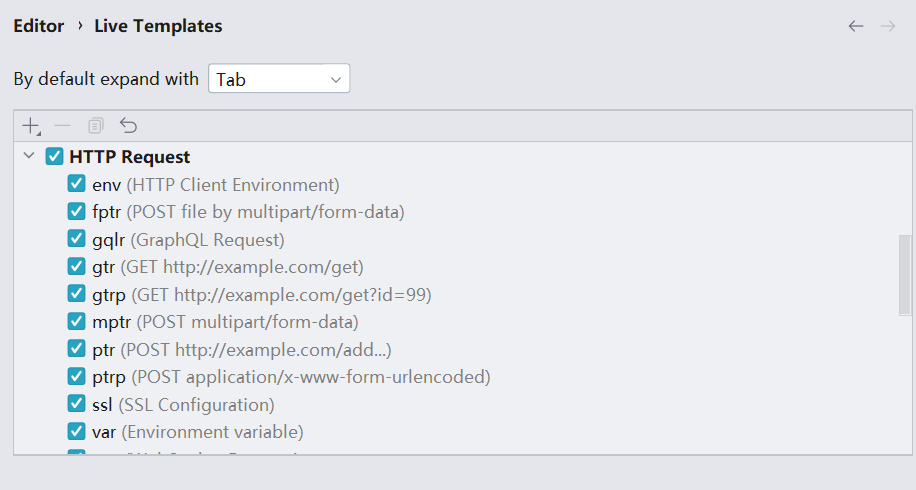 Editor › Live Templates
By default expand with Tab
HTTP Request
env (HTTP Client Environment)
fptr (POST file by multipart/form-data)
gqlr (GraphQL Request)
gtr (GET http://example.com/get)
gtrp (GET http://example.com/get?id=99)
mptr (POST multipart/form-data)
ptr (POST http://example.com/add...)
ptrp (POST application/x-www-form-urlencoded)
ssl (SSL Configuration)
var (Environment variable)